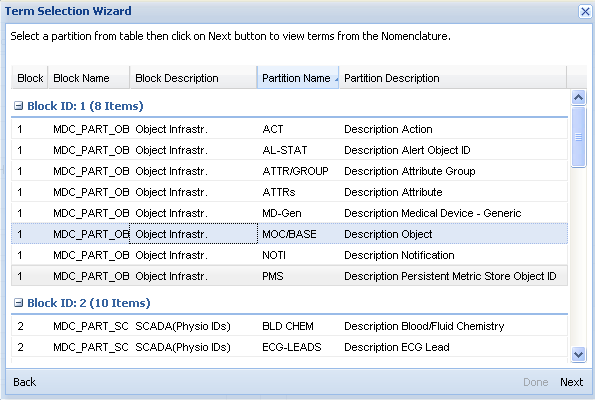 Term Selection Wizard
Select a partition from table then click on Next button to view terms from the Nomenclature.
Block Block Name Block Description Partition Name Partition Description
Block ID: 1 (8 Items)
1 MDC_PART_OB Object Infrastr. ACT Description Action
1 MDC_PART_OB Object Infrastr. AL-STAT Description Alert Object ID
1 MDC_PART_OB Object Infrastr. ATTR/GROUP Description Attribute Group
1 MDC_PART_OB Object Infrastr. ATTRs Description Attribute
1 MDC_PART_OB Object Infrastr. MD-Gen Description Medical Device - Generic
1 MDC_PART_OB Object Infrastr. MOC/BASE Description Object
1 MDC_PART_OB Object Infrastr. NOTI Description Notification
1 MDC_PART_OB Object Infrastr. PMS Description Persistent Metric Store Object ID
Block ID: 2 (10 Items)
2 MDC_PART_SC SCADA(Physio IDs) BLD CHEM Description Blood/Fluid Chemistry
2 MDC_PART_SC SCADA(Physio IDs) ECG-LEADS Description ECG Lead
Back Done Next